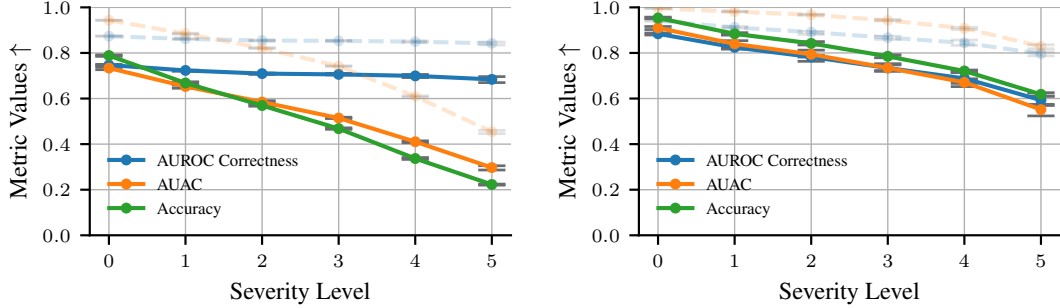 1.0
0.8
0.6
0.4
0.2
0.0
Metric Values ↑
AUROC Correctness
AUAC
Accuracy
0 1 2 3 4 5
Severity Level
1.0
0.8
0.6
0.4
0.2
0.0
Metric Values ↑
AUROC Correctness
AUAC
Accuracy
0 1 2 3 4 5
Severity Level